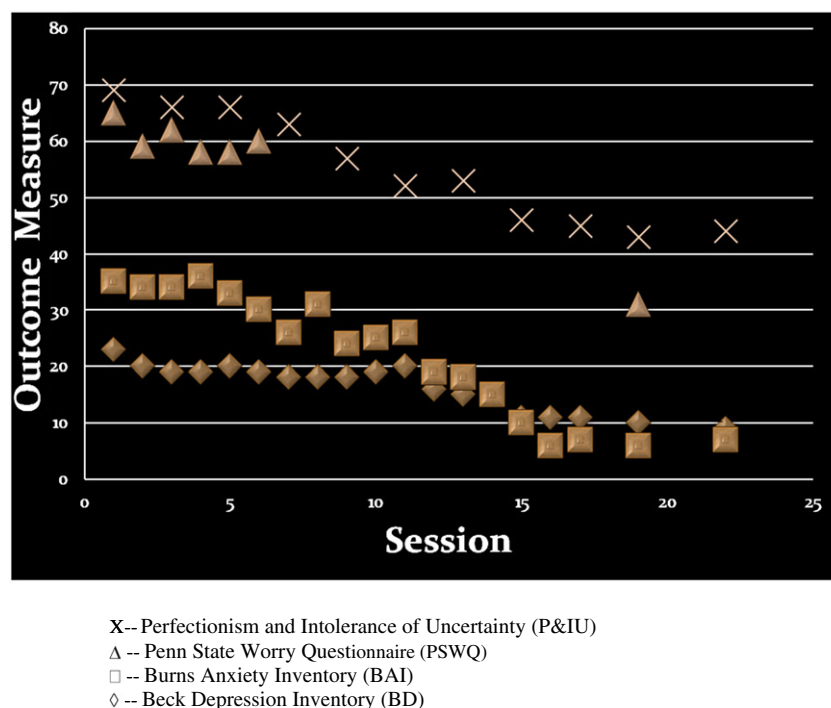 80
70
60
50
40
30
20
10
0
Outcome Measure
0 5 10 15 20 25
Session
X-- Perfectionism and Intolerance of Uncertainty (P&IU)
Δ -- Penn State Worry Questionnaire (PSWQ)
□ -- Burns Anxiety Inventory (BAI)
◊ -- Beck Depression Inventory (BD)